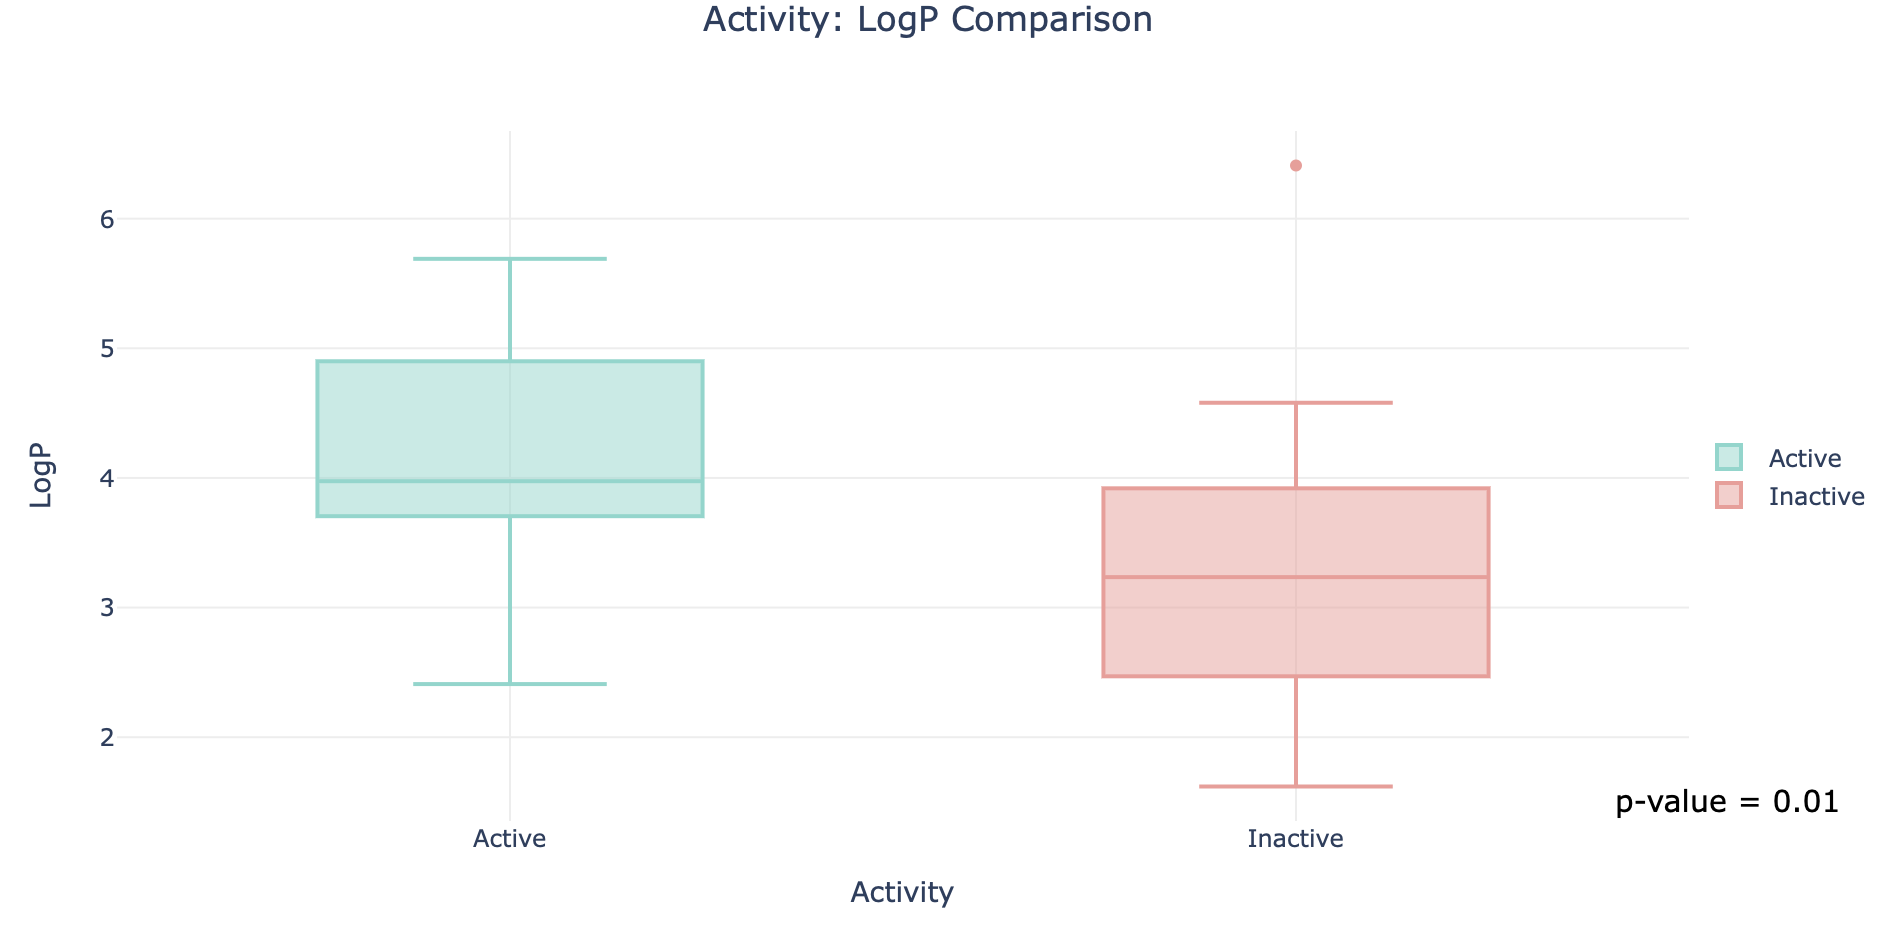 Activity: LogP Comparison
6
5
4
3
2
LogP
Active
Inactive
Activity
Active
Inactive
p-value = 0.01